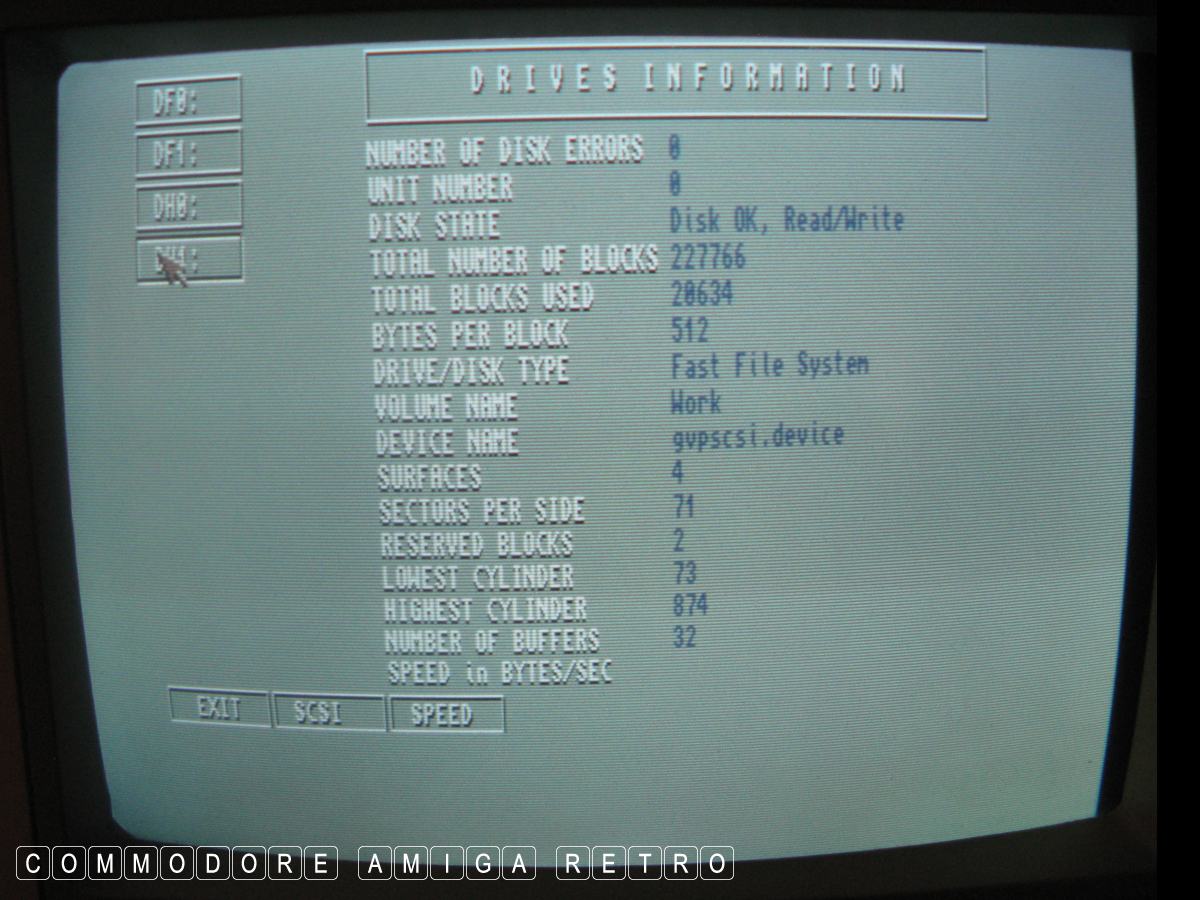 DRIVES INFORMATION
DF0:
DF1:
DH0:
NUMBER OF DISK ERRORS 0
UNIT NUMBER 0
DISK STATE Disk OK, Read/Write
TOTAL NUMBER OF BLOCKS 227766
TOTAL BLOCKS USED 20634
BYTES PER BLOCK 512
DRIVE/DISK TYPE Fast File System
VOLUME NAME Work
DEVICE NAME gvpscsi.device
SURFACES 4
SECTORS PER SIDE 71
RESERVED BLOCKS 2
LOWEST CYLINDER 73
HIGHEST CYLINDER 874
NUMBER OF BUFFERS 32
SPEED in BYTES/SEC
EXIT SCSI SPEED
COMMODORE AMIGA RETRO